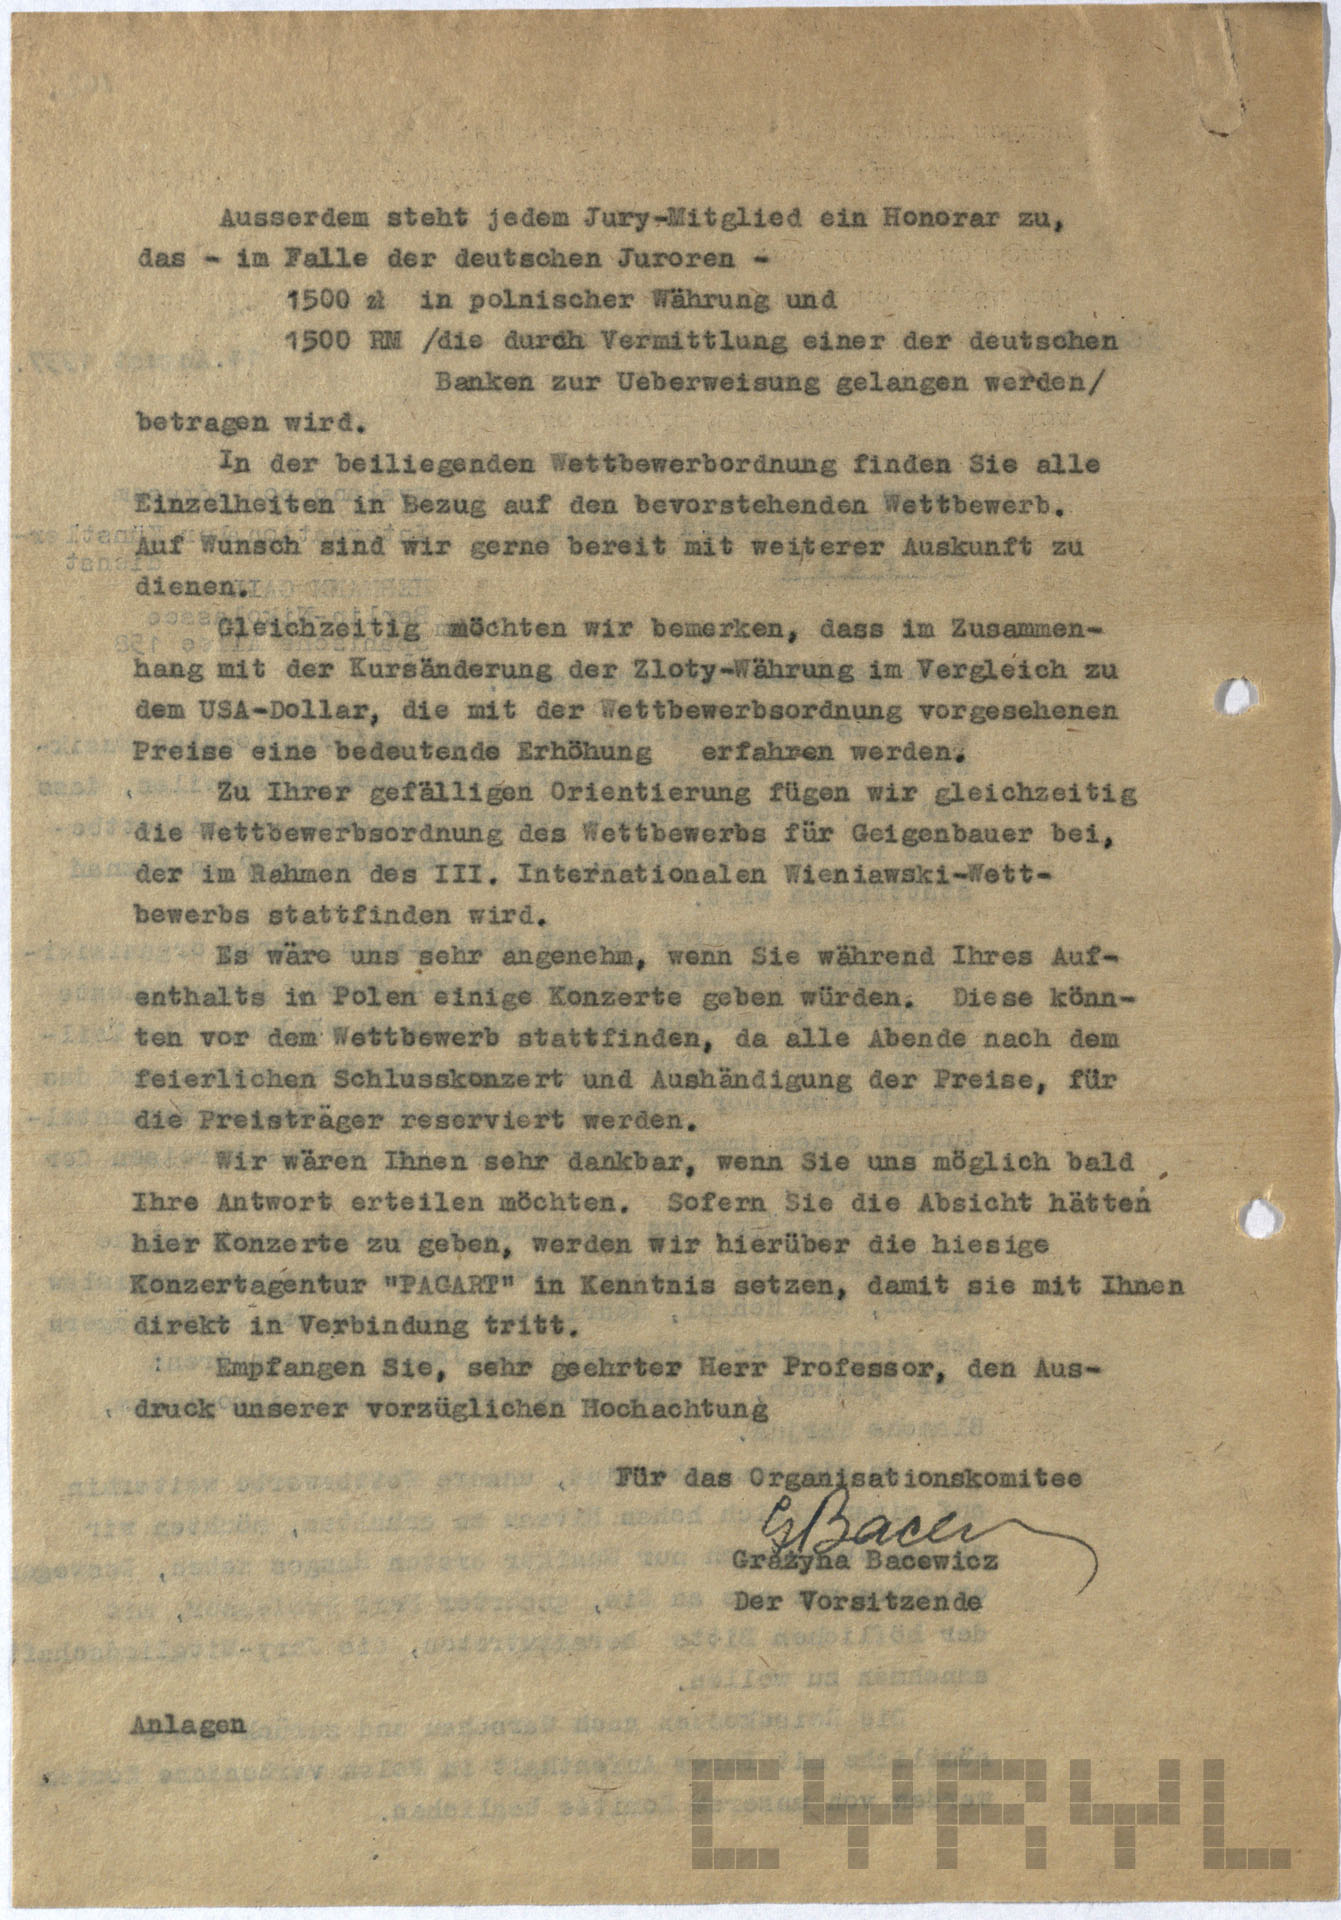 Ausserdem steht jedem Jury-Mitglied ein Honorar zu,
das - im Falle der deutschen Juroren -
1500 zł in polnischer Währung und
1500 RM /die durch Vermittlung einer der deutschen
Banken zur Ueberweisung gelangen werden/
betragen wird.
In der beiliegenden Wettbewerbordnung finden Sie alle
Einzelheiten in Bezug auf den bevorstehenden Wettbewerb.
Auf Wunsch sind wir gerne bereit mit weiterer Auskunft zu
dienen.
Gleichzeitig möchten wir bemerken, dass im Zusammen-
hang mit der Kursänderung der Zloty-Währung im Vergleich zu
dem USA-Dollar, die mit der Wettbewerbsordnung vorgesehenen
Preise eine bedeutende Erhöhung erfahren werden.
Zu Ihrer gefälligen Orientierung fügen wir gleichzeitig
die Wettbewerbsordnung des Wettbewerbs für Geigenbauer bei,
der im Rahmen des III. Internationalen Wieniawski-Wett-
bewerbs stattfinden wird.
Es wäre uns sehr angenehm, wenn Sie während Ihres Auf-
enthalts in Polen einige Konzerte geben würden. Diese könn-
ten vor dem Wettbewerb stattfinden, da alle Abende nach dem
feierlichen Schlusskonzert und Aushändigung der Preise, für
die Preisträger reserviert werden.
Wir wären Ihnen sehr dankbar, wenn Sie uns möglich bald
Ihre Antwort erteilen möchten. Sofern Sie die Absicht hätten
hier Konzerte zu geben, werden wir hierüber die hiesige
Konzertagentur "PAGART" in Kenntnis setzen, damit sie mit Ihnen
direkt in Verbindung tritt.
Empfangen Sie, sehr geehrter Herr Professor, den Aus-
druck unserer vorzüglichen Hochachtung
Für das Organisationskomitee
GBacew
Grażyna Bacewicz
Der Vorsitzende
Anlagen
CYRYL